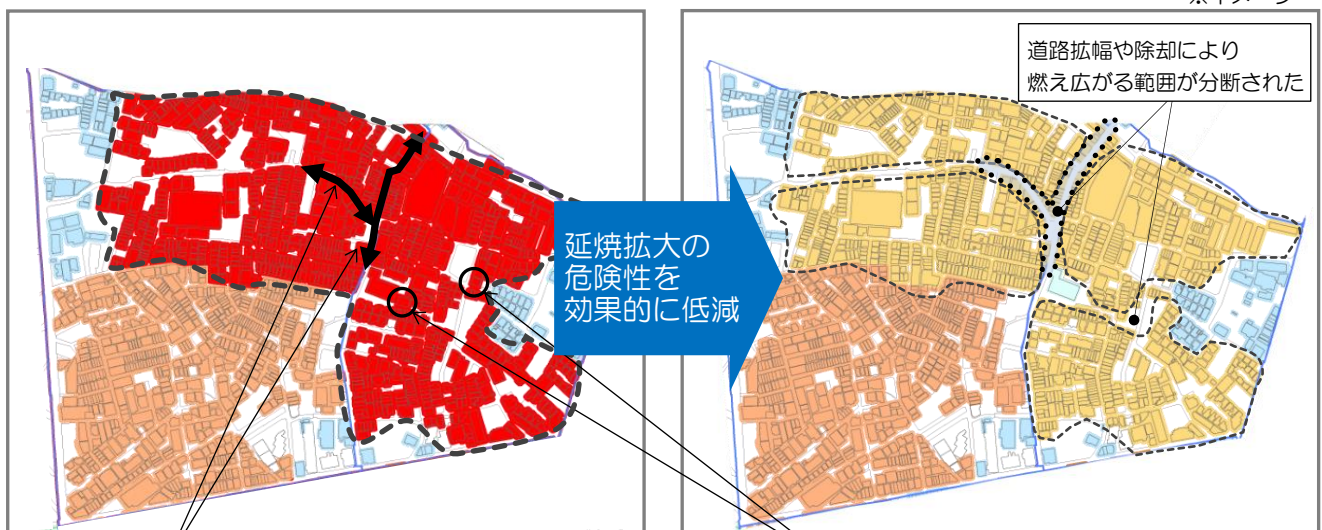 道路拡幅や除却により
燃え広がる範囲が分断された
延焼拡大の
危険性を
効果的に低減